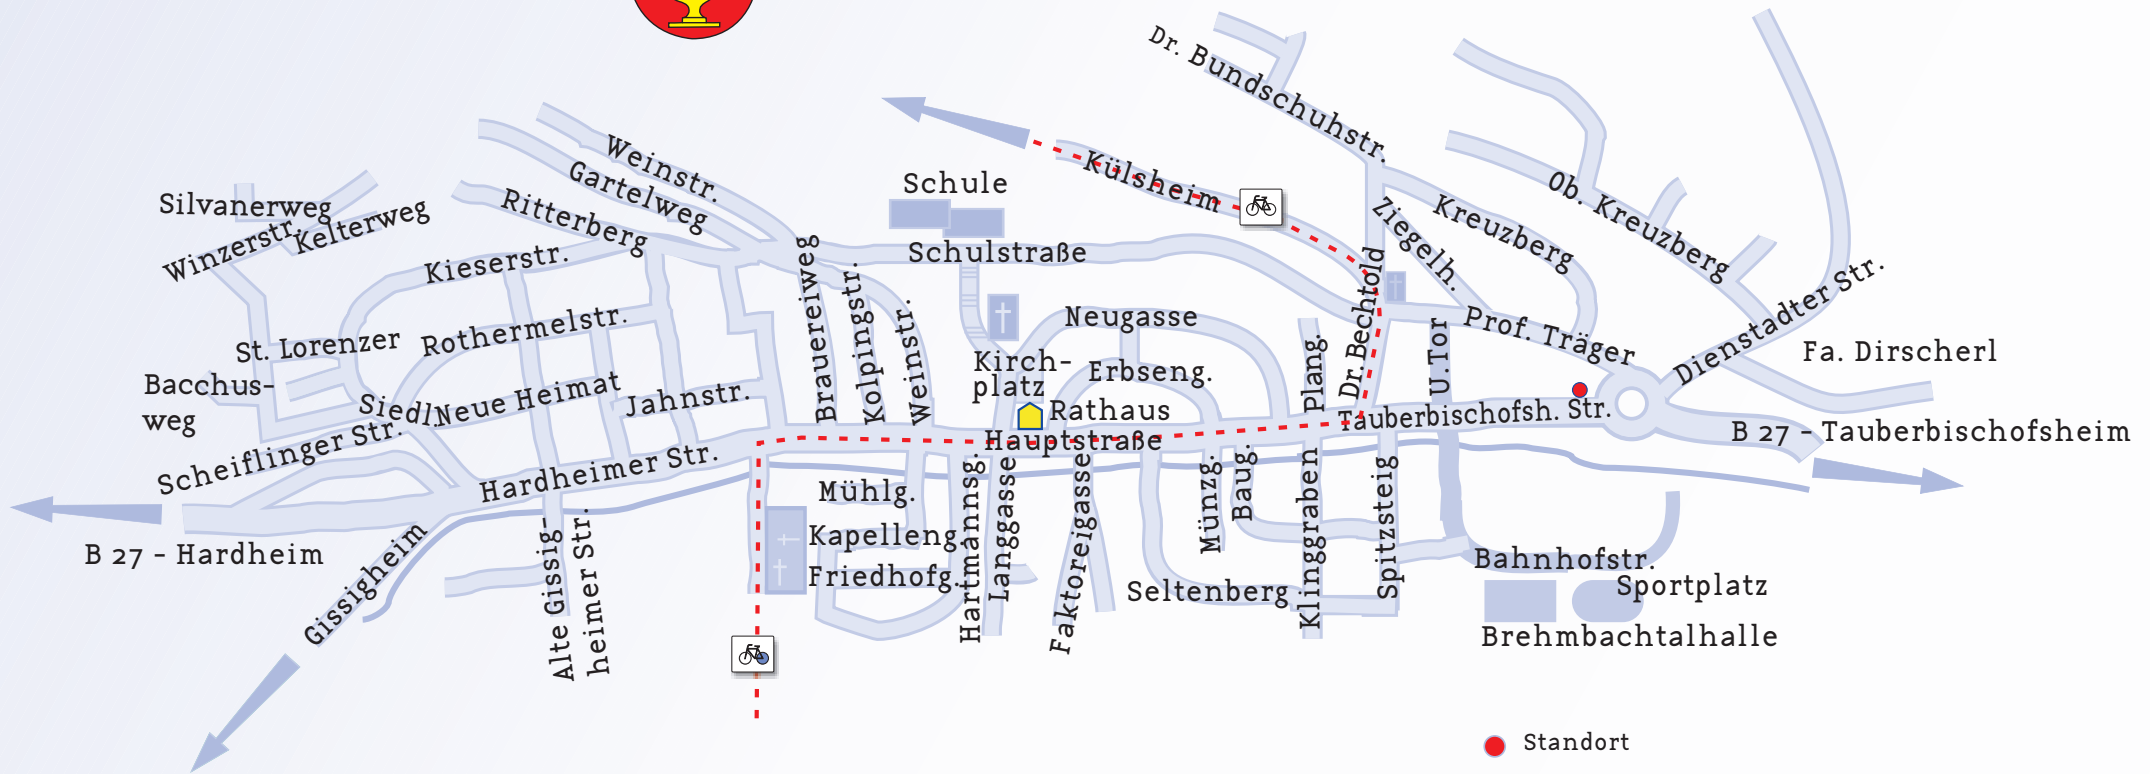 Dr. Bundschuhstr.
Weinstr.
Gartelweg
Ritterberg
Külsheim
Schule
Ob. Kreuzberg
Kreuzberg
Ziegelh.
Silvanerweg
Winzerstr.
Kelterweg
Kieserstr.
Schulstraße
Brauereiweg
Kolpingstr.
Weinstr.
Dr. Bechtold
Dienstadter Str.
St. Lorenzer
Rothermelstr.
Neugasse
Plang.
U. Tor
Prof. Träger
Fa. Dirscherl
Bacchus-
weg
Siedl.
Neue Heimat
Jahnstr.
Kirch-
platz
Erbseng.
Rathaus
Hauptstraße
Tauberbischofsh. Str.
B 27 - Tauberbischofsheim
Scheiflinger Str.
Hardheimer Str.
B 27 - Hardheim
Gissigheim
Alte Gissig-
heimer Str.
Mühlg.
Kapelleng.
Friedhofg.
Hartmannsg.
Langgasse
Faktoreigasse
Seltenberg
Münzg.
Baug.
Klinggraben
Spitzsteig
Bahnhofstr.
Sportplatz
Brehmbachtalhalle
Standort